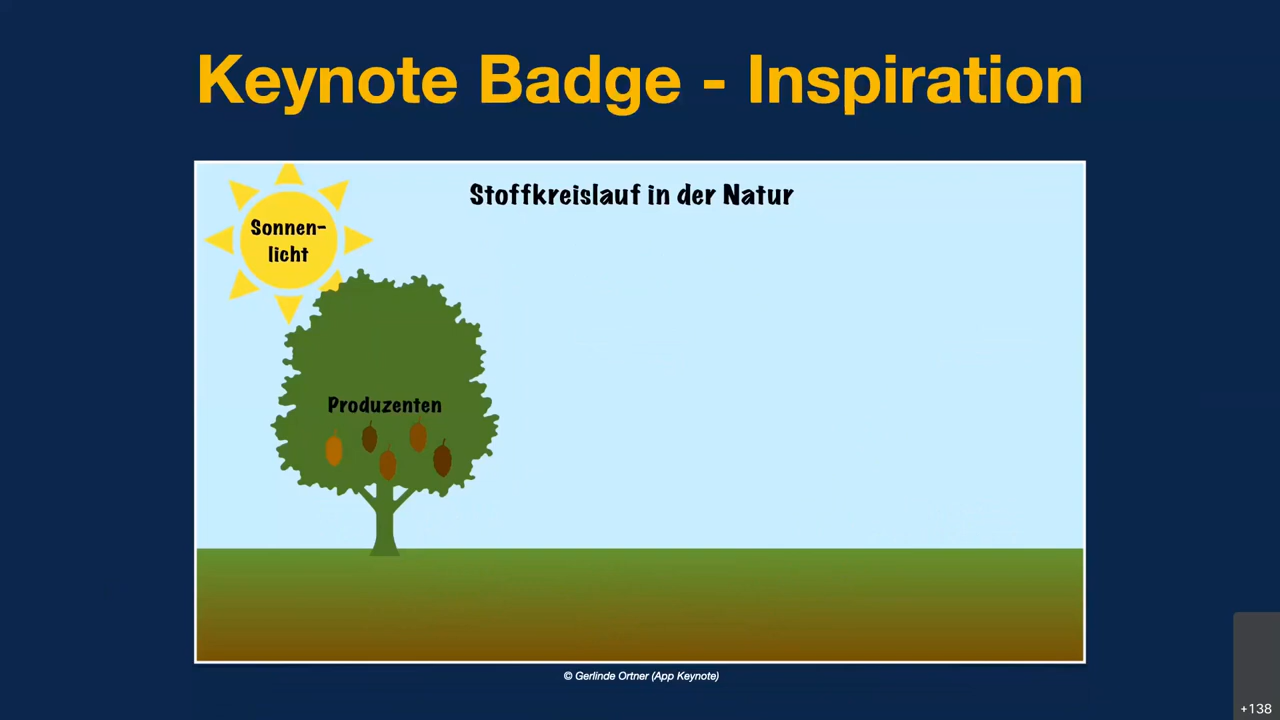 Keynote Badge - Inspiration
Stoffkreislauf in der Natur
Sonnen-
licht
Produzenten
© Gerlinde Ortner (App Keynote)
+138